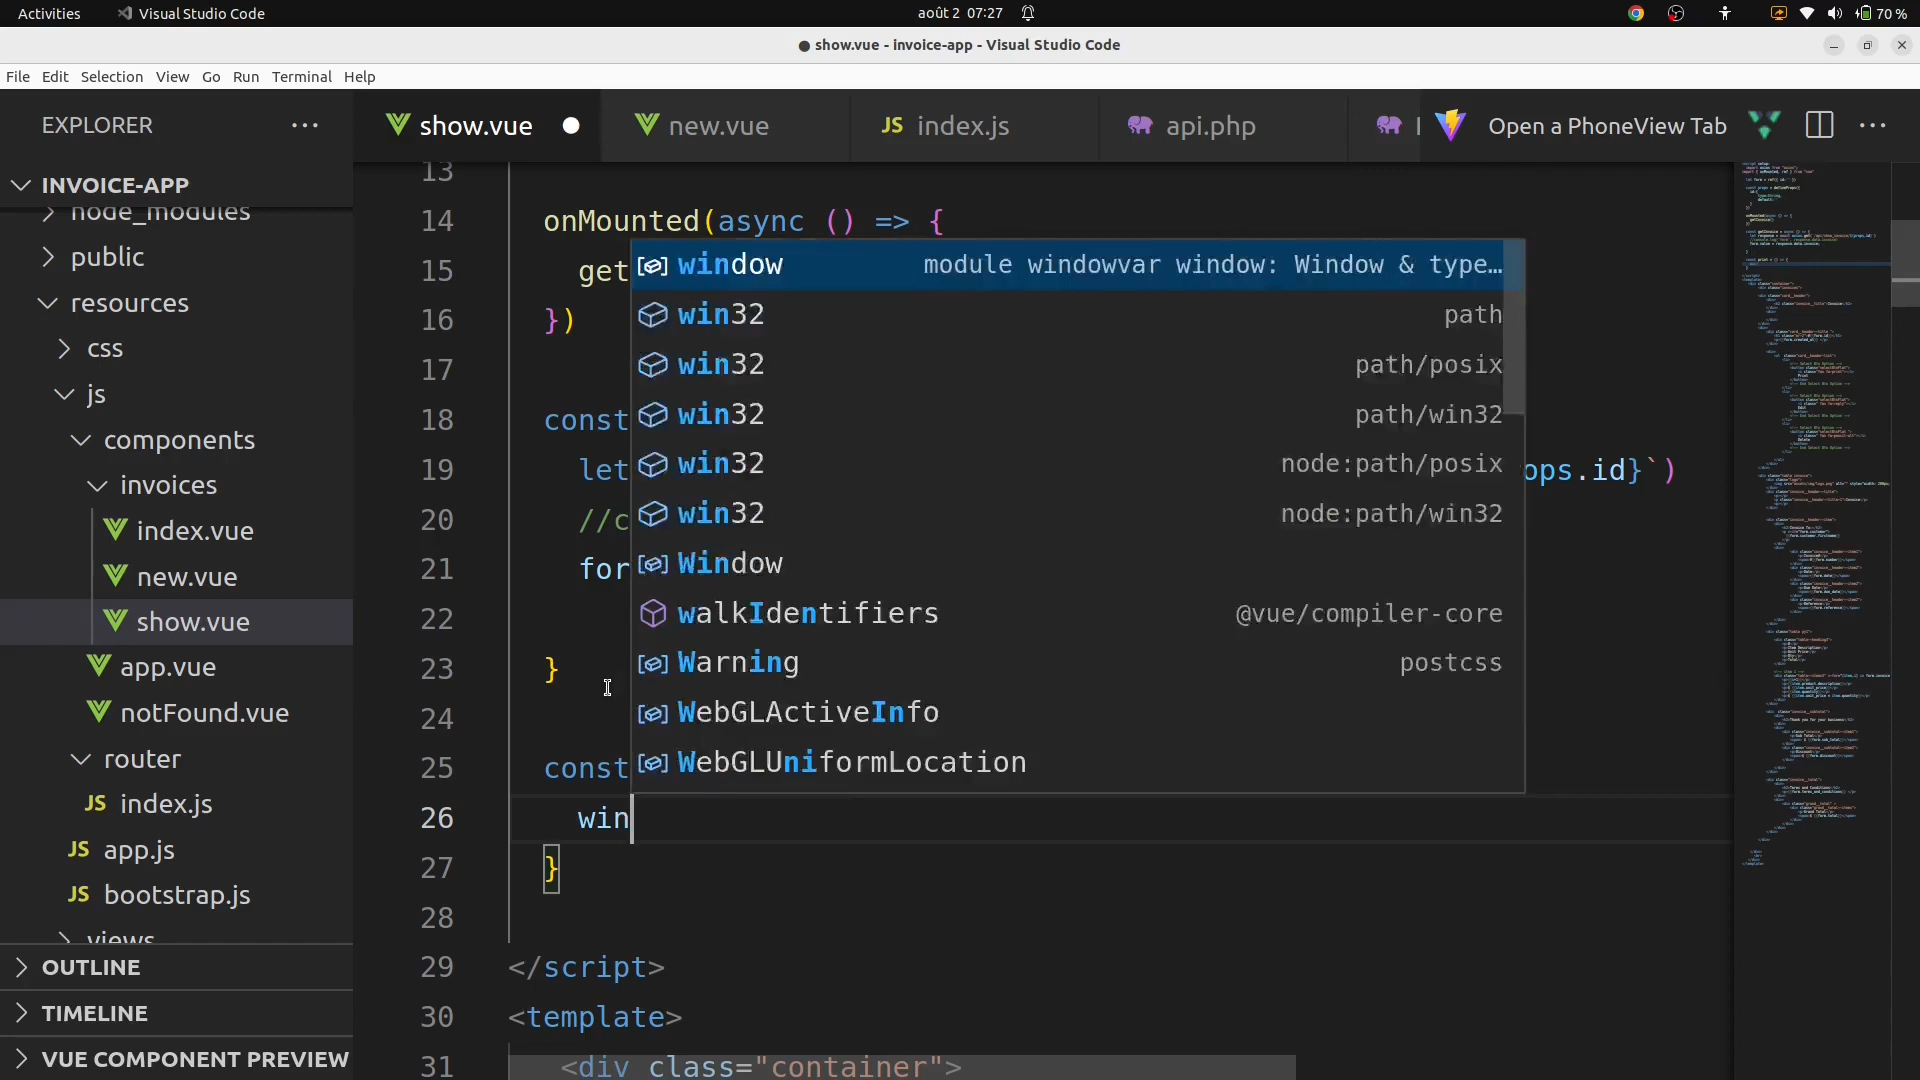 Activities Visual Studio Code août 2 07:27 70 %
● show.vue - invoice-app - Visual Studio Code
File Edit Selection View Go Run Terminal Help
EXPLORER ···
show.vue new.vue JS index.js api.php Open a PhoneView Tab ···
INVOICE-APP
node_modules
public
resources
css
js
components
invoices
index.vue
new.vue
show.vue
app.vue
notFound.vue
router
JS index.js
JS app.js
JS bootstrap.js
views
OUTLINE
TIMELINE
VUE COMPONENT PREVIEW
13
14 onMounted(async () => {
15 get
16 })
17
18 const
19 let ops.id}`)
20 //c
21 for
22
23 }
24
25 const
26 win
27 }
28
29 </script>
30 <template>
31 <div class="container">
window module windowvar window: Window & type…
win32 path
win32 path/posix
win32 path/win32
win32 node:path/posix
win32 node:path/win32
Window
walkIdentifiers @vue/compiler-core
Warning postcss
WebGLActiveInfo
WebGLUniformLocation